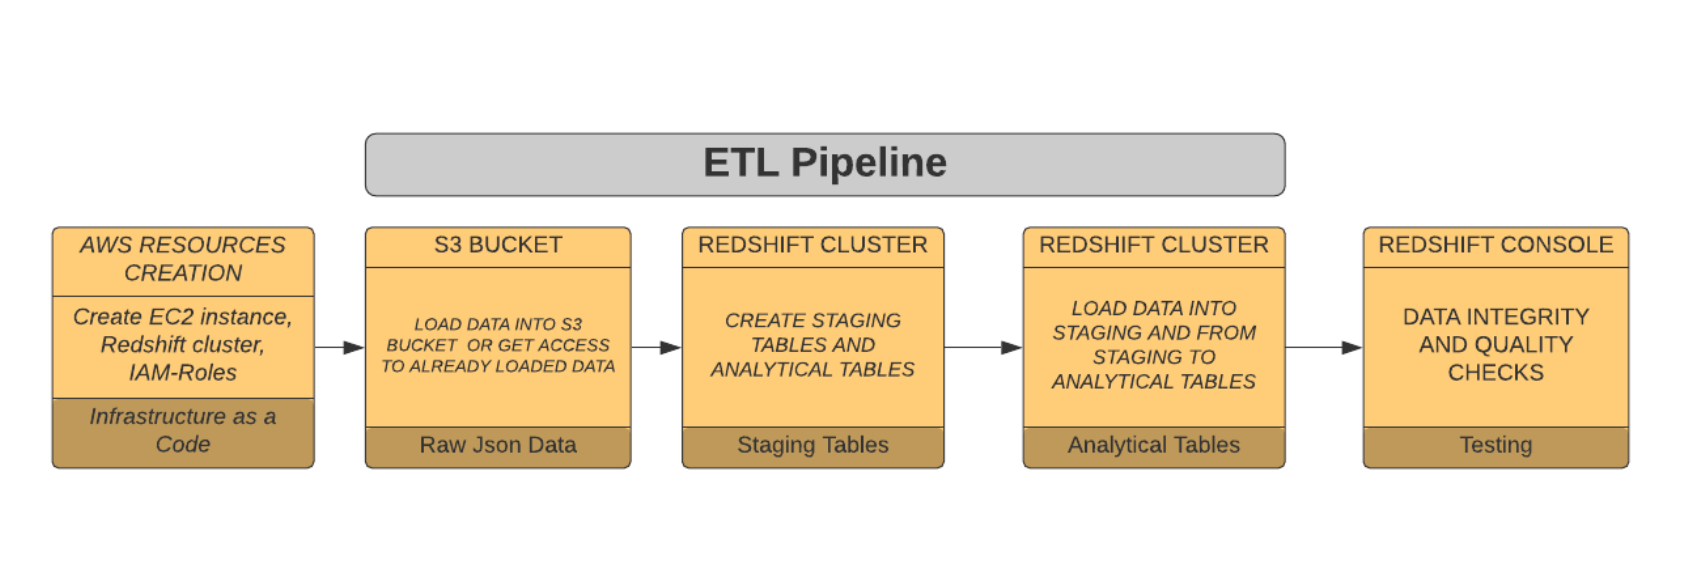 ETL Pipeline
AWS RESOURCES
CREATION
Create EC2 instance,
Redshift cluster,
IAM-Roles
Infrastructure as a
Code
S3 BUCKET
LOAD DATA INTO S3
BUCKET OR GET ACCESS
TO ALREADY LOADED DATA
Raw Json Data
REDSHIFT CLUSTER
CREATE STAGING
TABLES AND
ANALYTICAL TABLES
Staging Tables
REDSHIFT CLUSTER
LOAD DATA INTO
STAGING AND FROM
STAGING TO
ANALYTICAL TABLES
Analytical Tables
REDSHIFT CONSOLE
DATA INTEGRITY
AND QUALITY
CHECKS
Testing